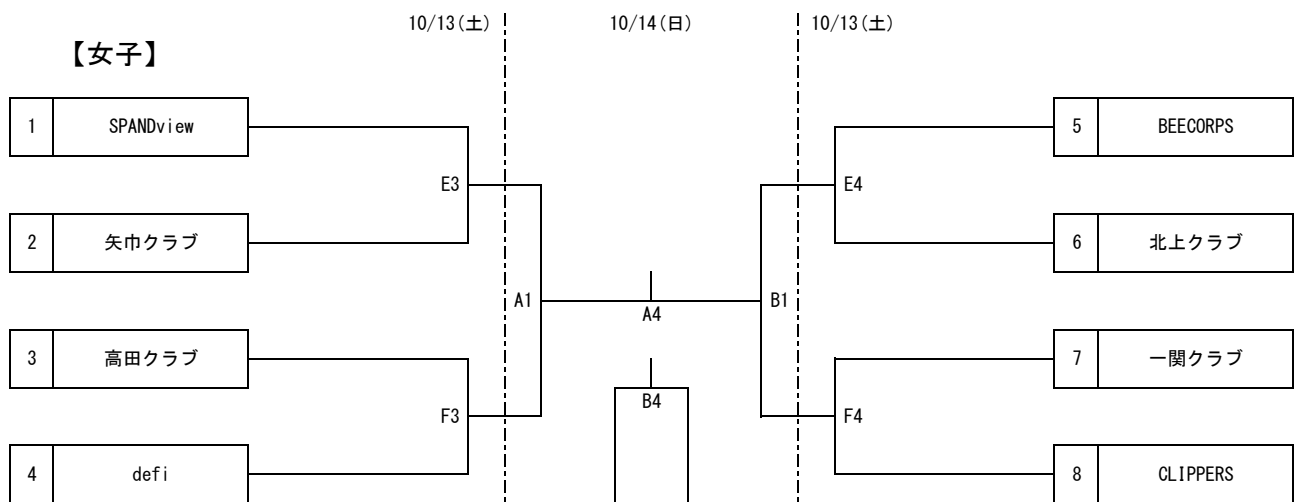 10/13(土) 10/14(日) 10/13(土)
【女子】
1 SPANDview 5 BEECORPS
E3 E4
2 矢巾クラブ 6 北上クラブ
A1 A4 B1
3 高田クラブ 7 一関クラブ
B4
F3 F4
4 defi 8 CLIPPERS